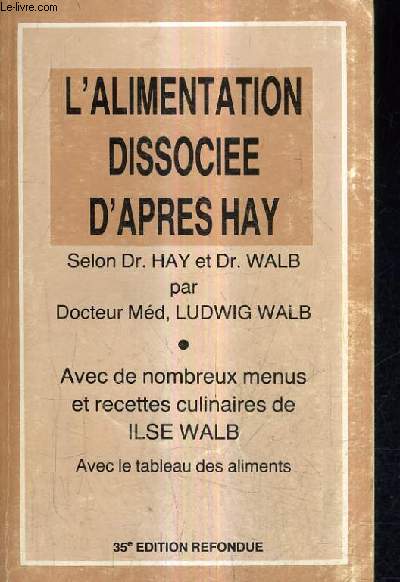 Le-livre.com
L'ALIMENTATION
DISSOCIEE
D'APRES HAY
Selon Dr. HAY et Dr. WALB
par
Docteur Méd, LUDWIG WALB
•
Avec de nombreux menus
et recettes culinaires de
ILSE WALB
Avec le tableau des aliments
35e EDITION REFONDUE